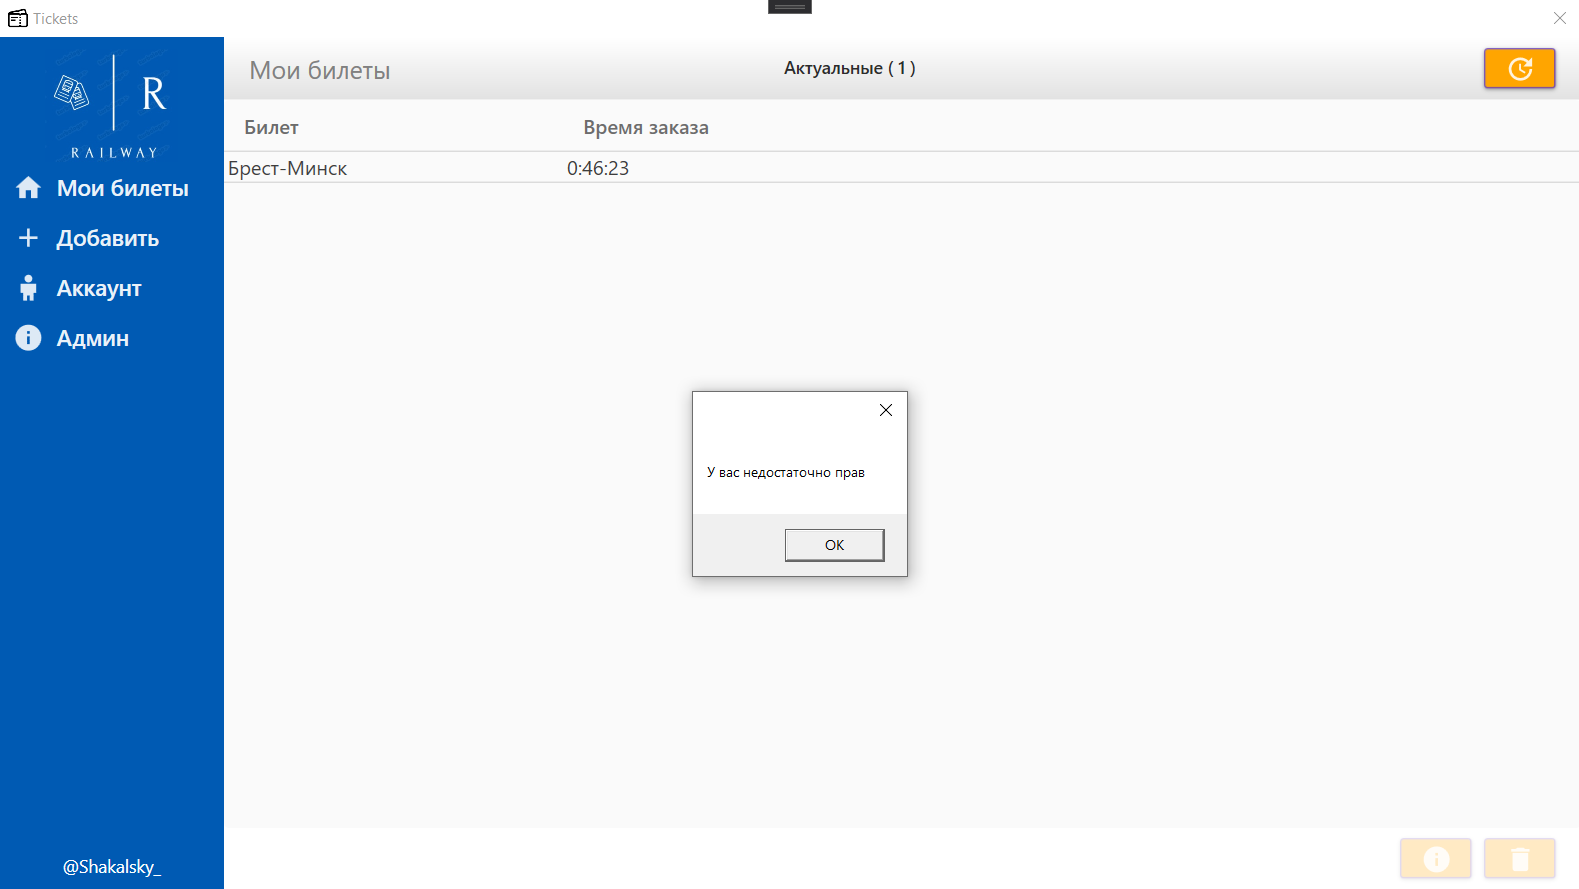 Tickets
R
RAILWAY
Мои билеты
Добавить
Аккаунт
Админ
@Shakalsky_
Мои билеты
Актуальные ( 1 )
Билет Время заказа
Брест-Минск 0:46:23
У вас недостаточно прав
ОК